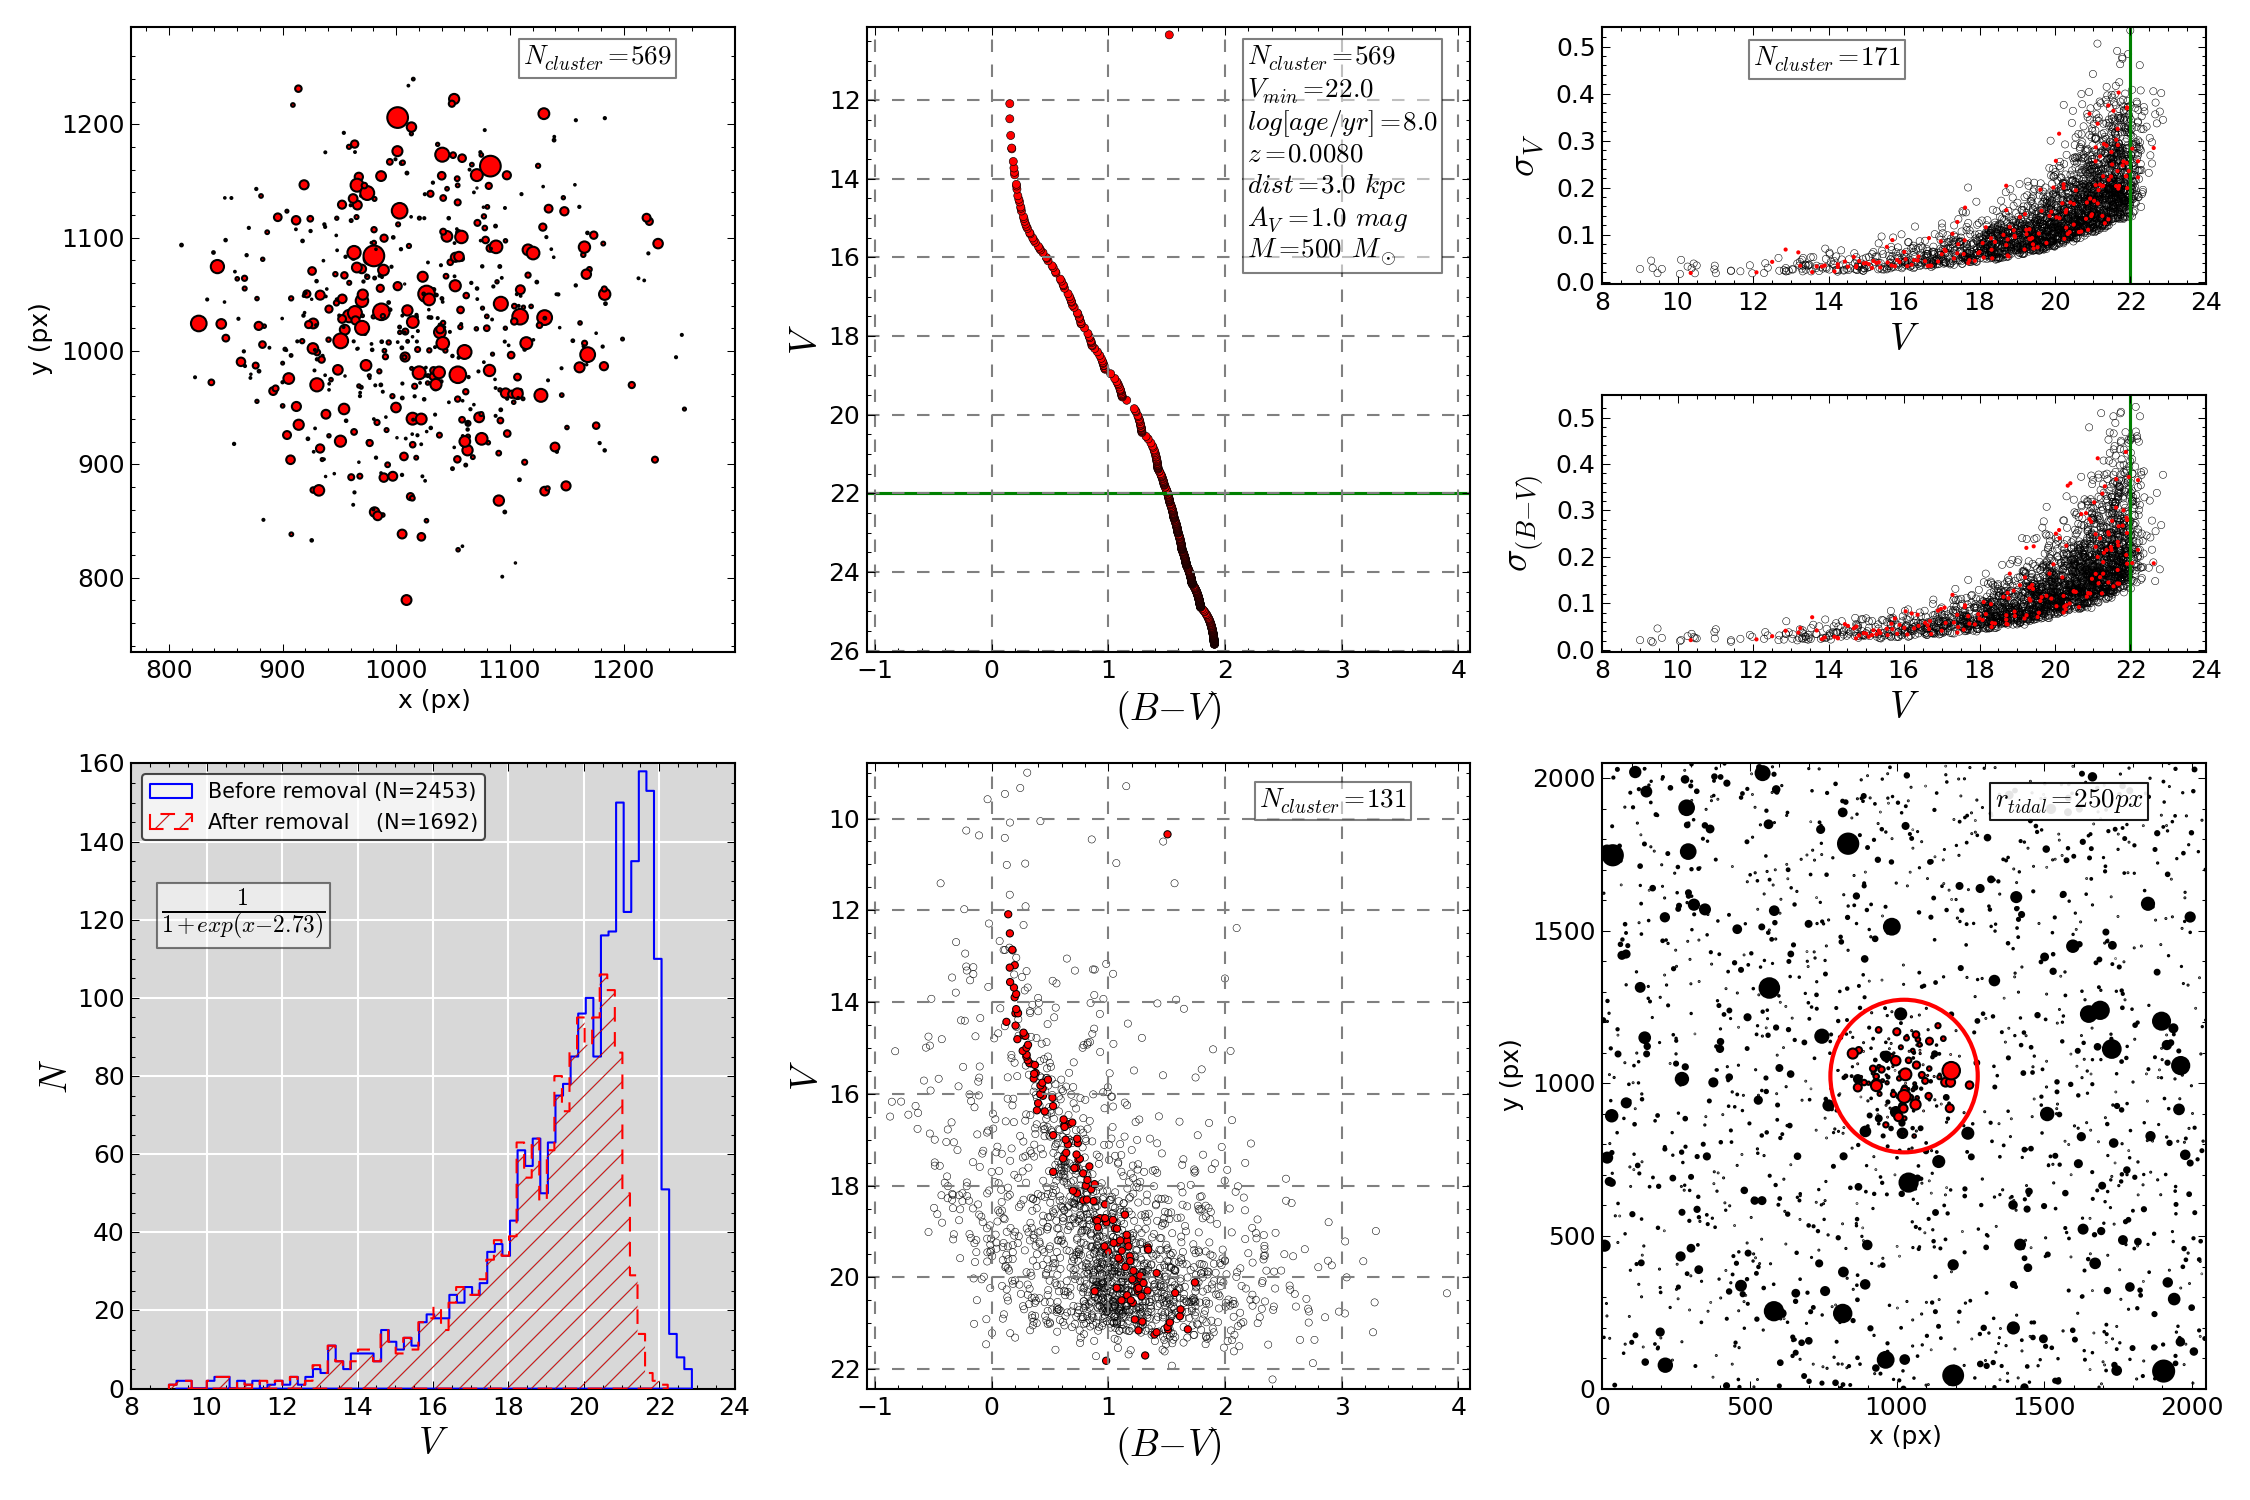 N_cluster=569
1200
1100
1000
900
800
y (px)
800 900 1000 1100 1200
x (px)
N_cluster=569
V_min=22.0
log[age/yr]=8.0
z=0.0080
dist=3.0 kpc
A_V=1.0 mag
M=500 M_⊙
12
14
16
18
20
22
24
26
V
−1 0 1 2 3 4
(B−V)
N_cluster=171
0.5
0.4
0.3
0.2
0.1
0.0
σ_V
8 10 12 14 16 18 20 22 24
V
0.5
0.4
0.3
0.2
0.1
0.0
σ_(B−V)
8 10 12 14 16 18 20 22 24
V
160
140
120
100
80
60
40
20
0
N
Before removal (N=2453)
After removal (N=1692)
1
1+exp(x−2.73)
8 10 12 14 16 18 20 22 24
V
N_cluster=131
10
12
14
16
18
20
22
V
−1 0 1 2 3 4
(B−V)
r_tidal=250px
2000
1500
1000
500
0
y (px)
0 500 1000 1500 2000
x (px)